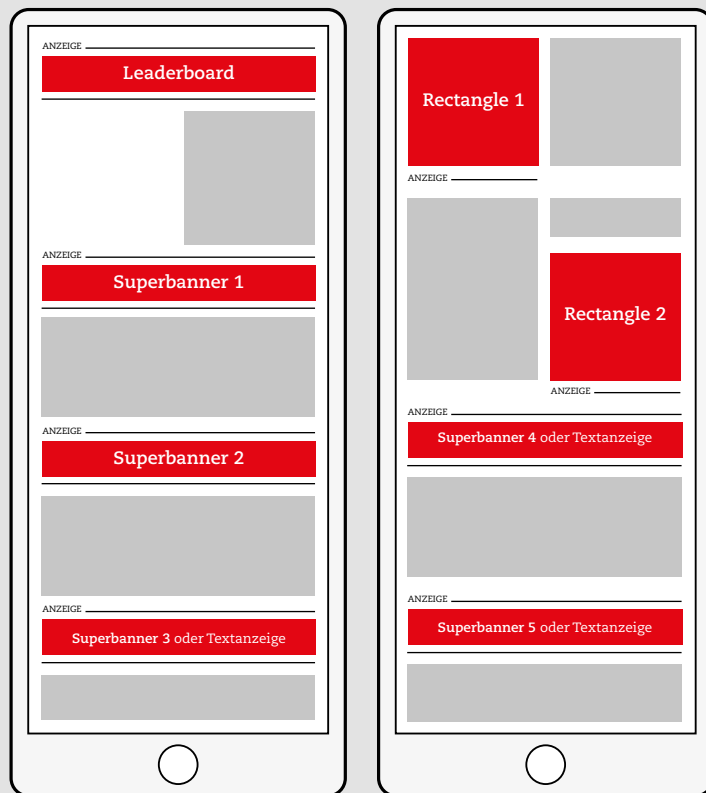 ANZEIGE
Leaderboard
ANZEIGE
Superbanner 1
ANZEIGE
Superbanner 2
ANZEIGE
Superbanner 3 oder Textanzeige
Rectangle 1
ANZEIGE
Rectangle 2
ANZEIGE
ANZEIGE
Superbanner 4 oder Textanzeige
ANZEIGE
Superbanner 5 oder Textanzeige